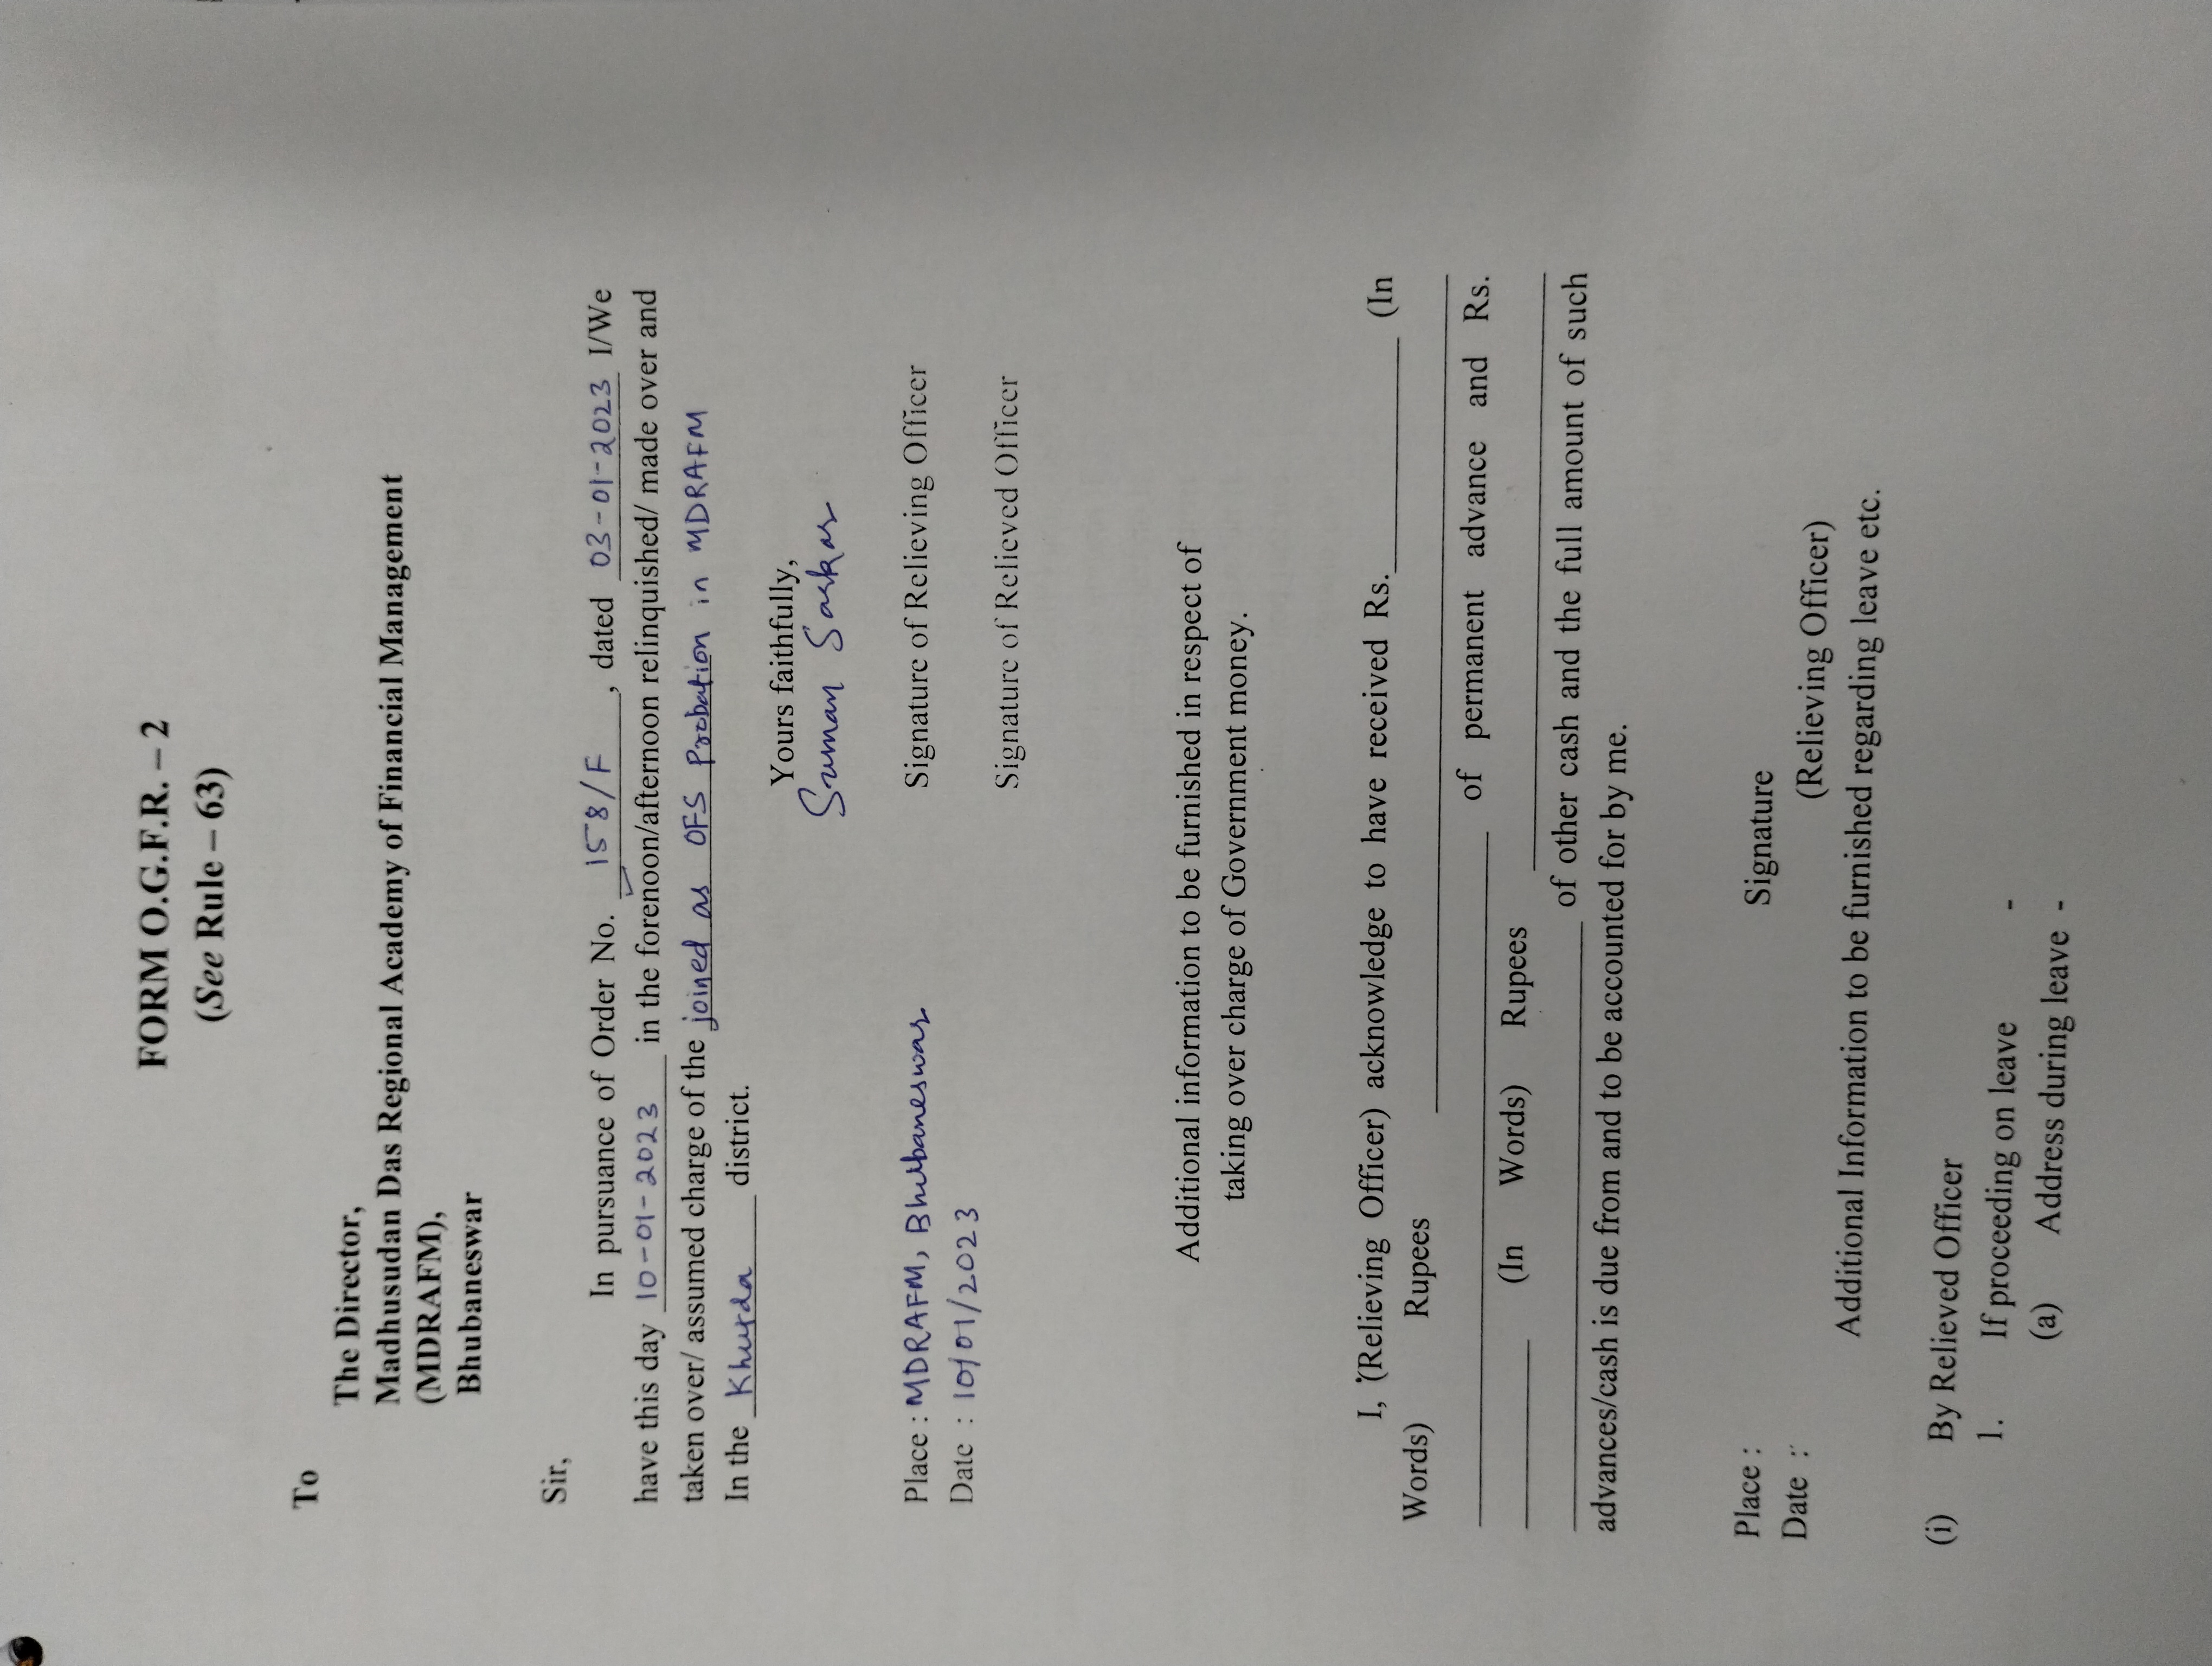 FORM O.G.F.R. – 2
(See Rule – 63)
To
The Director,
Madhusudan Das Regional Academy of Financial Management
(MDRAFM),
Bhubaneswar
Sir,
In pursuance of Order No. 158/F, dated 03-01-2023 I/We
have this day 10-01-2023 in the forenoon/afternoon relinquished/ made over and
taken over/ assumed charge of the joined as OFS Probation in MDRAFM
In the Khurda district.
Yours faithfully,
Suman Sarkar
Place : MDRAFM, Bhubaneswar Signature of Relieving Officer
Date : 10/01/2023
Signature of Relieved Officer
Additional information to be furnished in respect of
taking over charge of Government money.
I, (Relieving Officer) acknowledge to have received Rs.____________ (In
Words) Rupees ____________
____________ of permanent advance and Rs.
____________ (In Words) Rupees ____________
____________ of other cash and the full amount of such
advances/cash is due from and to be accounted for by me.
Place : Signature
Date : (Relieving Officer)
Additional Information to be furnished regarding leave etc.
(i) By Relieved Officer
1. If proceeding on leave -
(a) Address during leave -